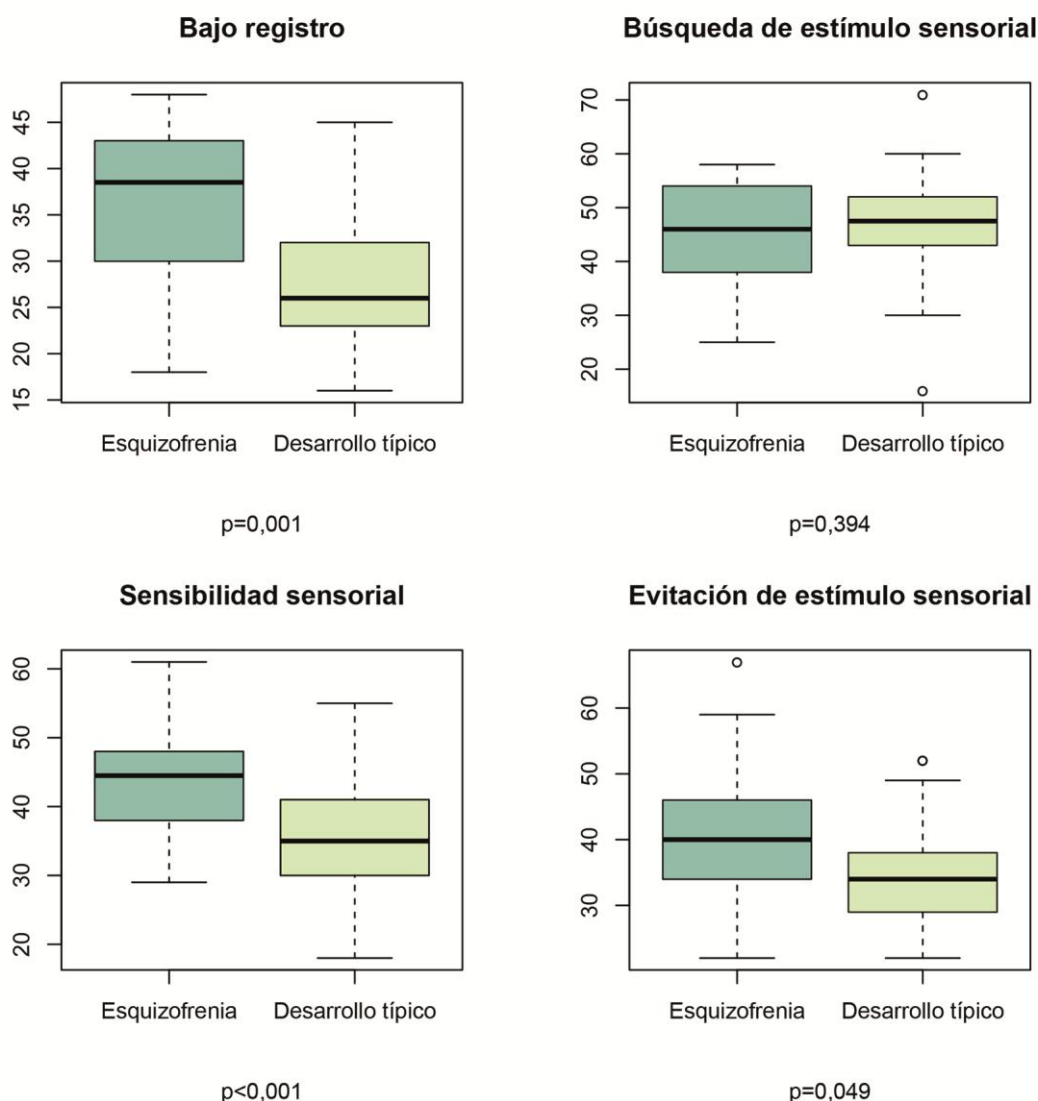 Bajo registro
45
40
35
30
25
20
15
Esquizofrenia Desarrollo típico
p=0,001
Búsqueda de estímulo sensorial
70
60
50
40
30
20
Esquizofrenia Desarrollo típico
p=0,394
Sensibilidad sensorial
60
50
40
30
20
Esquizofrenia Desarrollo típico
p<0,001
Evitación de estímulo sensorial
60
50
40
30
Esquizofrenia Desarrollo típico
p=0,049